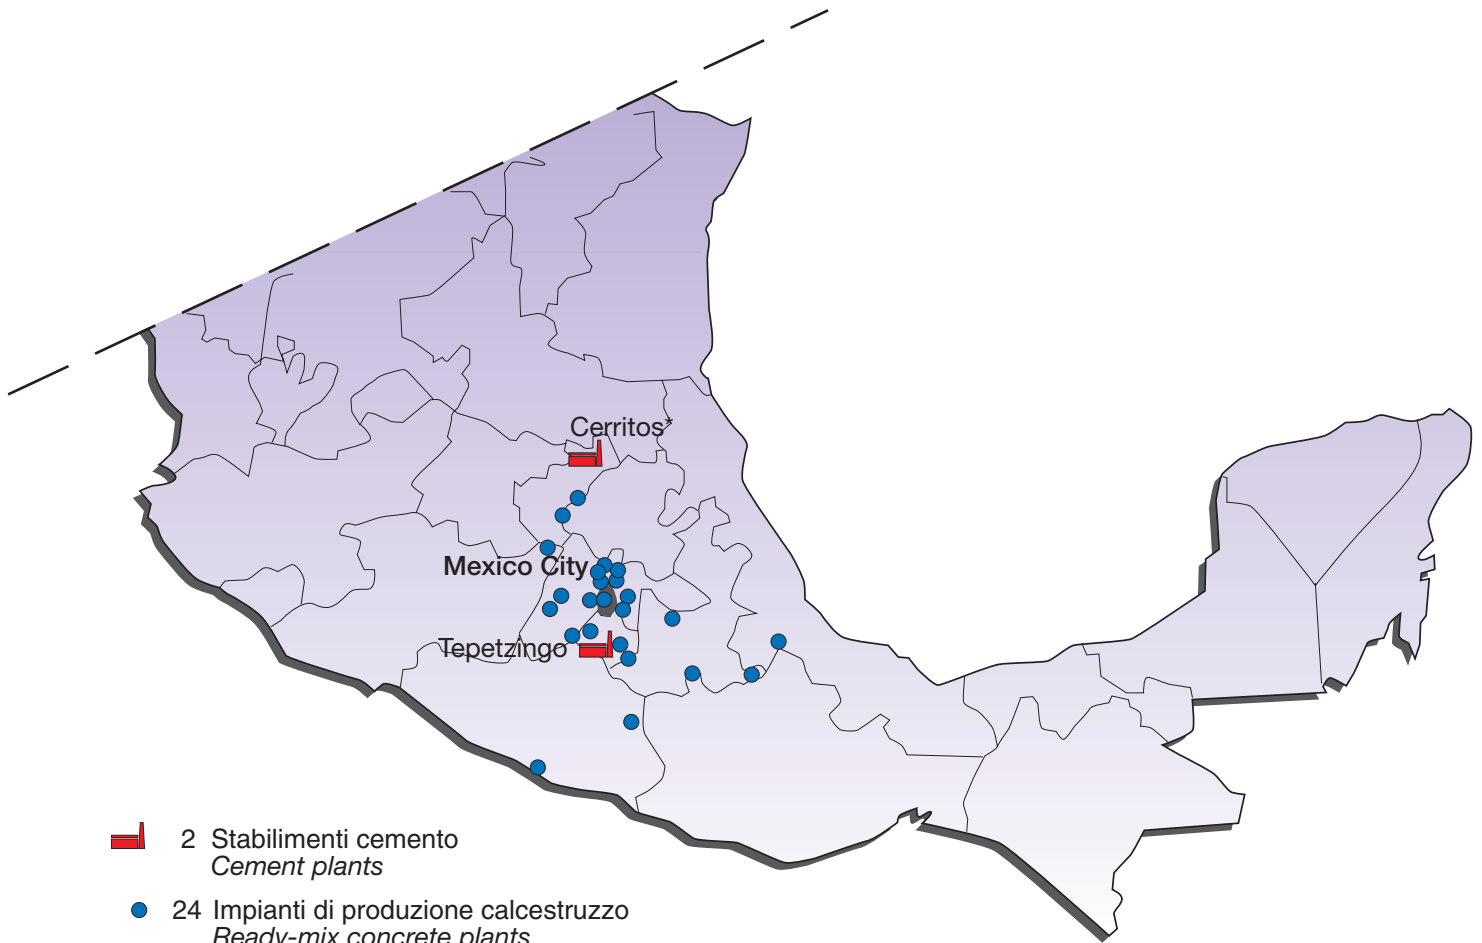 Cerritos*
Mexico City
Tepetzingo
2 Stabilimenti cemento
Cement plants
24 Impianti di produzione calcestruzzo
Ready-mix concrete plants